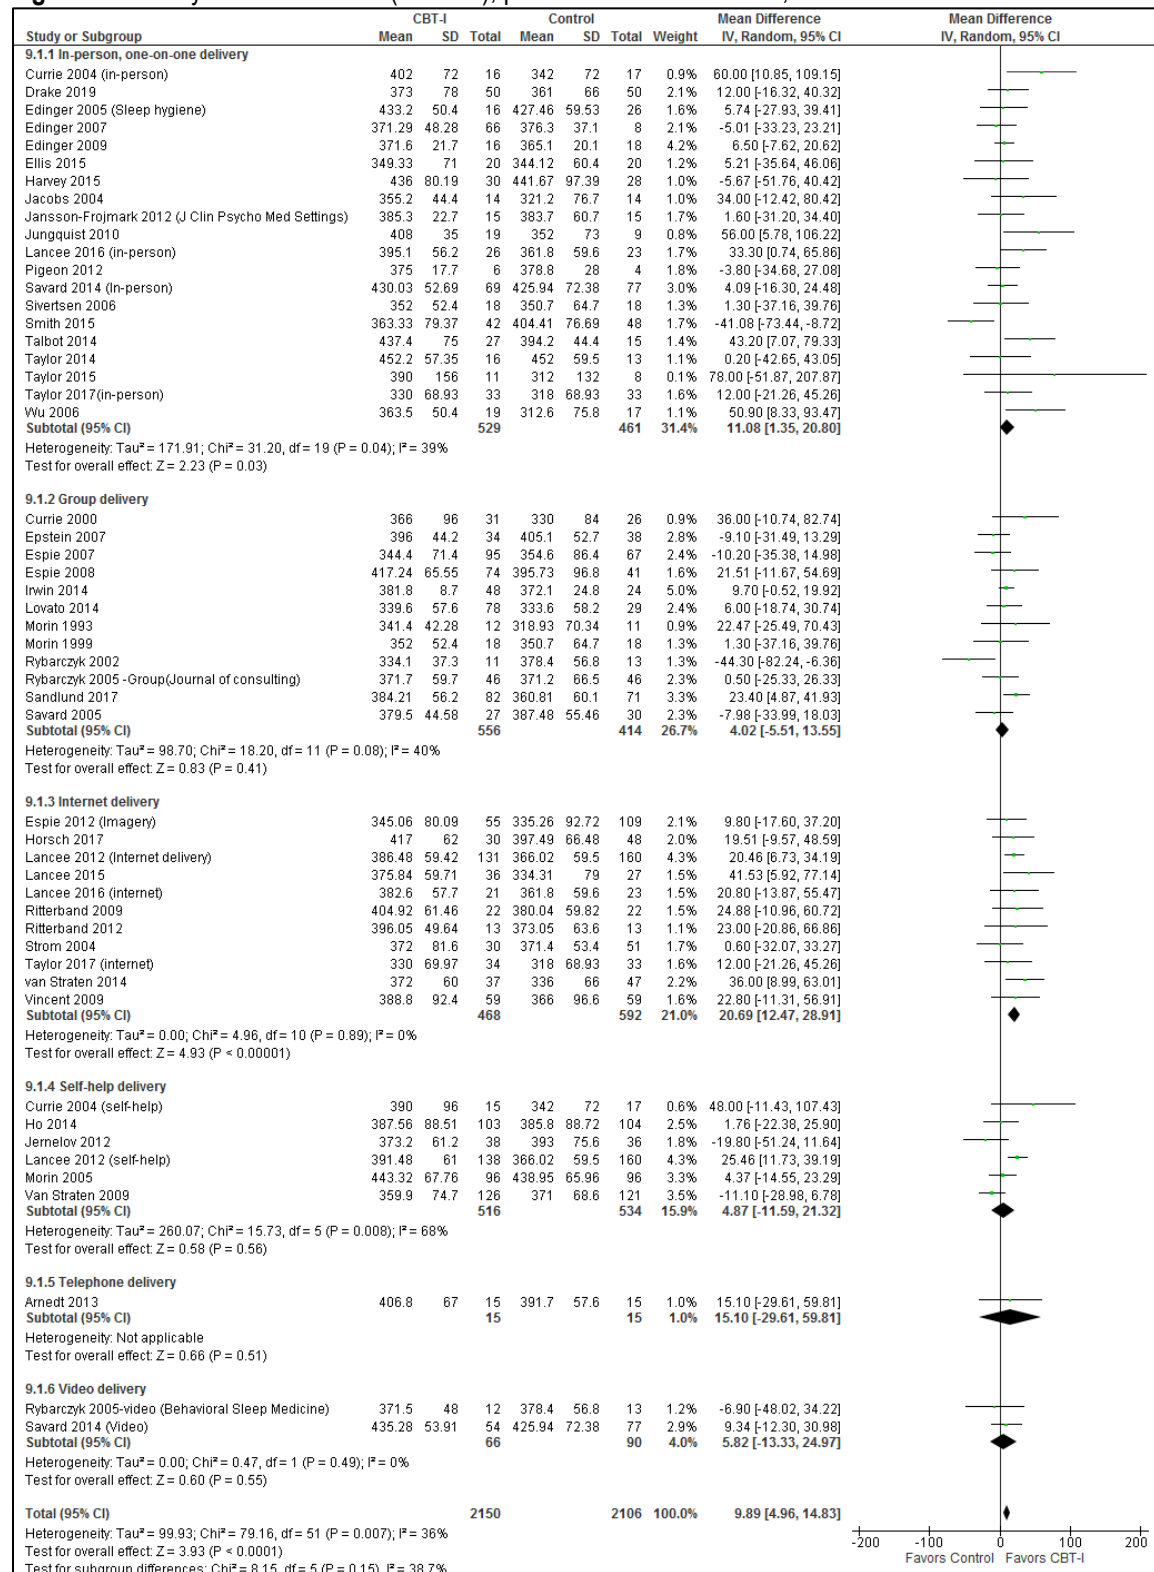 CBT-I Control Mean Difference Mean Difference
Study or Subgroup Mean SD Total Mean SD Total Weight IV, Random, 95% CI IV, Random, 95% CI
9.1.1 In-person, one-on-one delivery
Currie 2004 (in-person) 402 72 16 342 72 17 0.9% 60.00 [10.85, 109.15]
Drake 2019 373 78 50 361 66 50 2.1% 12.00 [-16.32, 40.32]
Edinger 2005 (Sleep hygiene) 433.2 50.4 16 427.46 59.53 26 1.5% 5.74 [-27.93, 39.41]
Edinger 2007 371.29 48.28 66 376.3 37.1 8 2.1% -5.01 [-33.23, 23.21]
Edinger 2009 371.6 21.7 16 365.1 20.1 18 4.2% 6.50 [-7.62, 20.62]
Ellis 2015 349.33 71 20 344.12 60.4 20 1.2% 5.21 [-35.64, 46.06]
Harvey 2015 436 80.19 30 441.67 97.39 28 1.0% -5.67 [-51.76, 40.42]
Jacobs 2004 355.2 44.4 14 321.2 76.7 14 1.0% 34.00 [-12.42, 80.42]
Jansson-Frojmark 2012 (J Clin Psycho Med Settings) 385.3 22.7 15 383.7 60.7 15 1.7% 1.60 [-31.20, 34.40]
Jungquist 2010 408 35 19 352 73 9 0.8% 56.00 [5.78, 106.22]
Lancee 2016 (in-person) 395.1 56.2 26 361.8 59.6 23 1.7% 33.30 [0.74, 65.86]
Pigeon 2012 375 17.7 6 378.8 28 4 1.8% -3.80 [-34.68, 27.08]
Savard 2014 (In-person) 430.03 52.69 69 425.94 72.38 77 3.0% 4.09 [-16.30, 24.48]
Sivertsen 2006 352 52.4 18 350.7 64.7 18 1.3% 1.30 [-37.16, 39.76]
Smith 2015 363.33 79.37 42 404.41 76.69 48 1.7% -41.08 [-73.44, -8.72]
Talbot 2014 437.4 75 27 394.2 44.4 15 1.4% 43.20 [7.07, 79.33]
Taylor 2014 452.2 57.35 16 452 59.5 13 1.1% 0.20 [-42.65, 43.05]
Taylor 2015 390 156 11 312 132 8 0.1% 78.00 [-51.87, 207.87]
Taylor 2017(in-person) 330 68.93 33 318 68.93 33 1.6% 12.00 [-21.26, 45.26]
Wu 2006 363.5 50.4 19 312.6 75.8 17 1.1% 50.90 [8.33, 93.47]
Subtotal (95% CI) 529 461 31.4% 11.08 [1.35, 20.80]
Heterogeneity: Tau² = 171.91; Chi² = 31.20, df = 19 (P = 0.04); I² = 39%
Test for overall effect: Z = 2.23 (P = 0.03)
9.1.2 Group delivery
Currie 2000 366 96 31 330 84 26 0.9% 36.00 [-10.74, 82.74]
Epstein 2007 396 44.2 34 405.1 52.7 38 2.8% -9.10 [-31.49, 13.29]
Espie 2007 344.4 71.4 95 354.6 86.4 67 2.4% -10.20 [-35.38, 14.98]
Espie 2008 417.24 65.55 74 395.73 96.8 41 1.6% 21.51 [-11.67, 54.69]
Irwin 2014 381.8 8.7 48 372.1 24.8 24 5.0% 9.70 [-0.52, 19.92]
Lovato 2014 339.6 57.6 78 333.6 58.2 29 2.4% 6.00 [-18.74, 30.74]
Morin 1993 341.4 42.28 12 318.93 70.34 11 0.9% 22.47 [-25.49, 70.43]
Morin 1999 352 52.4 18 350.7 64.7 18 1.3% 1.30 [-37.16, 39.76]
Rybarczyk 2002 334.1 37.3 11 378.4 56.8 13 1.3% -44.30 [-82.24, -6.36]
Rybarczyk 2005 -Group(Journal of consulting) 371.7 59.7 46 371.2 66.5 46 2.3% 0.50 [-25.33, 26.33]
Sandlund 2017 384.21 56.2 82 360.81 60.1 71 3.3% 23.40 [4.87, 41.93]
Savard 2005 379.5 44.58 27 387.48 55.46 30 2.3% -7.98 [-33.99, 18.03]
Subtotal (95% CI) 556 414 26.7% 4.02 [-5.51, 13.55]
Heterogeneity: Tau² = 98.70; Chi² = 18.20, df = 11 (P = 0.08); I² = 40%
Test for overall effect: Z = 0.83 (P = 0.41)
9.1.3 Internet delivery
Espie 2012 (Imagery) 345.06 80.09 55 335.26 92.72 109 2.1% 9.80 [-17.60, 37.20]
Horsch 2017 417 62 30 397.49 66.48 48 2.0% 19.51 [-9.57, 48.59]
Lancee 2012 (Internet delivery) 386.48 59.42 131 366.02 59.5 160 4.3% 20.46 [6.73, 34.19]
Lancee 2015 375.84 59.71 36 334.31 79 27 1.4% 41.53 [5.92, 77.14]
Lancee 2016 (internet) 382.6 57.7 21 361.8 59.6 23 1.5% 20.80 [-13.87, 55.47]
Ritterband 2009 404.92 61.46 22 380.04 59.82 22 1.5% 24.88 [-10.96, 60.72]
Ritterband 2012 396.05 49.64 13 373.05 63.6 13 1.1% 23.00 [-20.86, 66.86]
Strom 2004 372 81.6 30 371.4 53.4 51 1.7% 0.60 [-32.07, 33.27]
Taylor 2017 (internet) 330 69.97 34 318 68.93 33 1.6% 12.00 [-21.26, 45.26]
van Straten 2014 372 60 37 336 66 47 2.2% 36.00 [8.99, 63.01]
Vincent 2009 388.8 92.4 59 366 96.6 59 1.6% 22.80 [-11.31, 56.91]
Subtotal (95% CI) 468 592 21.0% 20.69 [12.47, 28.91]
Heterogeneity: Tau² = 0.00; Chi² = 4.96, df = 10 (P = 0.89); I² = 0%
Test for overall effect: Z = 4.93 (P < 0.00001)
9.1.4 Self-help delivery
Currie 2004 (self-help) 390 96 15 342 72 17 0.6% 48.00 [-11.43, 107.43]
Ho 2014 387.56 88.51 103 385.8 88.72 104 2.5% 1.76 [-22.38, 25.90]
Jernelov 2012 373.2 61.2 38 393 75.6 36 1.8% -19.80 [-51.24, 11.64]
Lancee 2012 (self-help) 391.48 61 138 366.02 59.5 160 4.3% 25.46 [11.73, 39.19]
Morin 2005 443.32 67.76 96 438.95 65.96 96 3.3% 4.37 [-14.55, 23.29]
Van Straten 2009 359.9 74.7 126 371 68.6 121 3.5% -11.10 [-28.98, 6.78]
Subtotal (95% CI) 516 534 15.9% 4.87 [-11.59, 21.32]
Heterogeneity: Tau² = 260.07; Chi² = 15.73, df = 5 (P = 0.008); I² = 68%
Test for overall effect: Z = 0.58 (P = 0.56)
9.1.5 Telephone delivery
Arnedt 2013 406.8 67 15 391.7 57.6 15 1.0% 15.10 [-29.61, 59.81]
Subtotal (95% CI) 15 15 1.0% 15.10 [-29.61, 59.81]
Heterogeneity: Not applicable
Test for overall effect: Z = 0.66 (P = 0.51)
9.1.6 Video delivery
Rybarczyk 2005-video (Behavioral Sleep Medicine) 371.5 48 12 378.4 56.8 13 1.2% -6.90 [-48.02, 34.22]
Savard 2014 (Video) 435.28 53.91 54 425.94 72.38 77 2.9% 9.34 [-12.30, 30.98]
Subtotal (95% CI) 66 90 4.0% 5.82 [-13.33, 24.97]
Heterogeneity: Tau² = 0.00; Chi² = 0.47, df = 1 (P = 0.49); I² = 0%
Test for overall effect: Z = 0.60 (P = 0.55)
Total (95% CI) 2150 2106 100.0% 9.89 [4.96, 14.83]
Heterogeneity: Tau² = 99.93; Chi² = 79.16, df = 51 (P = 0.007); I² = 36%
Test for overall effect: Z = 3.93 (P < 0.0001)
Test for subgroup differences: Chi² = 8.15, df = 5 (P = 0.15), I² = 38.7%
-200 -100 0 100 200
Favors Control Favors CBT-I